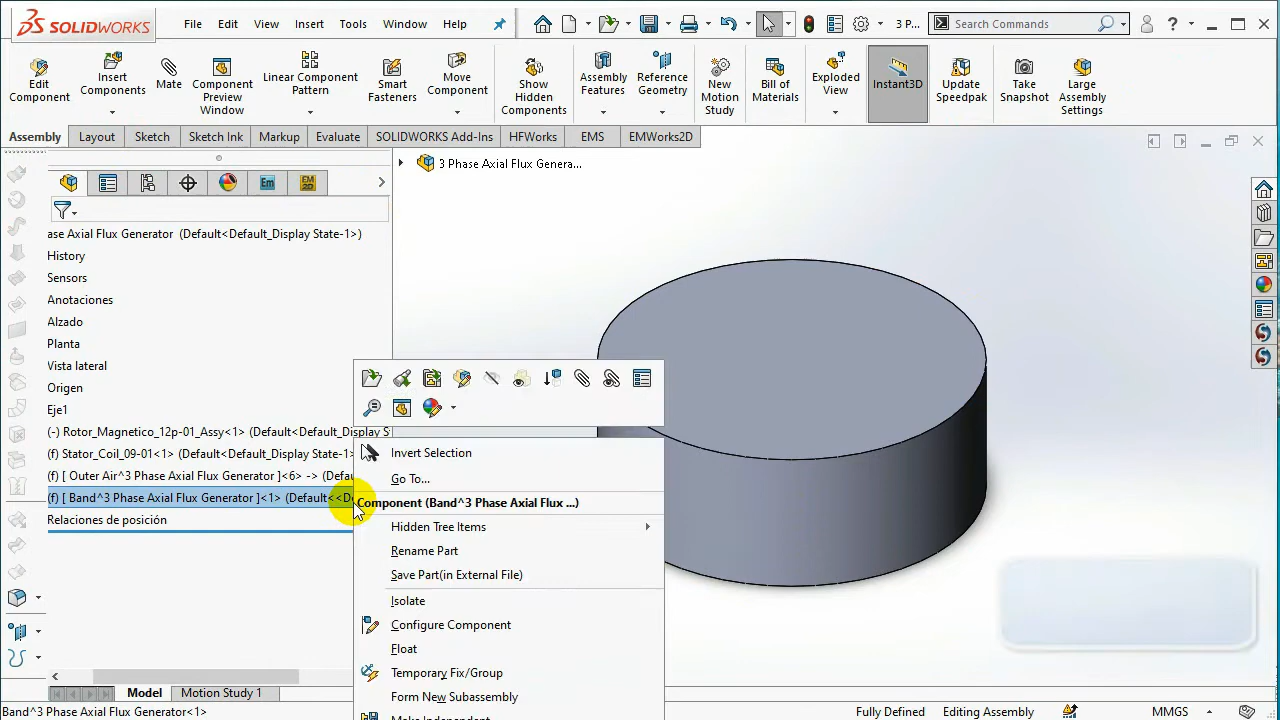 SOLIDWORKS
File Edit View Insert Tools Window Help
3 P...
Search Commands
Edit Component
Insert Components
Mate
Component Preview Window
Linear Component Pattern
Smart Fasteners
Move Component
Show Hidden Components
Assembly Features
Reference Geometry
New Motion Study
Bill of Materials
Exploded View
Instant3D
Update Speedpak
Take Snapshot
Large Assembly Settings
Assembly Layout Sketch Sketch Ink Markup Evaluate SOLIDWORKS Add-Ins HFWorks EMS EMWorks2D
3 Phase Axial Flux Genera...
ase Axial Flux Generator (Default<Default_Display State-1>)
History
Sensors
Anotaciones
Alzado
Planta
Vista lateral
Origen
Eje1
(-) Rotor_Magnetico_12p-01_Assy<1> (Default<Default_Display S
(f) Stator_Coil_09-01<1> (Default<Default_Display State-1>
(f) [ Outer Air^3 Phase Axial Flux Generator ]<6> -> (Defau
(f) [ Band^3 Phase Axial Flux Generator ]<1> (Default<<D
Relaciones de posición
Invert Selection
Go To...
Component (Band^3 Phase Axial Flux ...)
Hidden Tree Items
Rename Part
Save Part(in External File)
Isolate
Configure Component
Float
Temporary Fix/Group
Form New Subassembly
Make Independent
Model Motion Study 1
Band^3 Phase Axial Flux Generator<1>
Fully Defined Editing Assembly MMGS